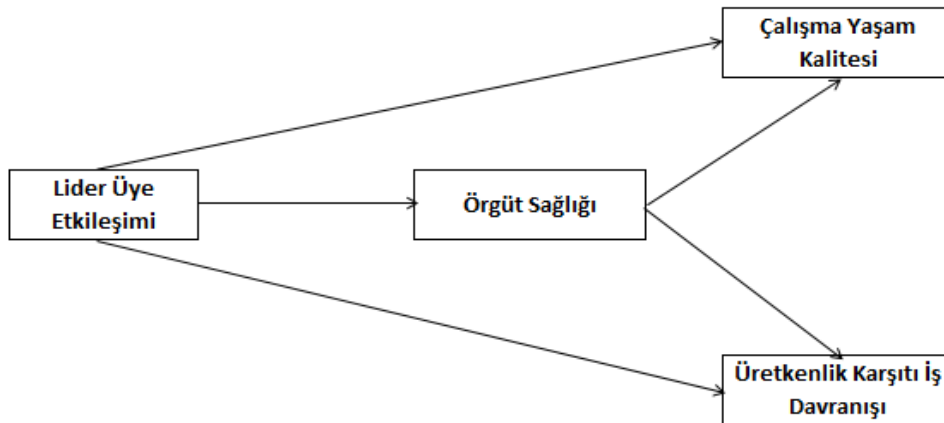 Çalışma Yaşam
Kalitesi
Lider Üye
Etkileşimi
Örgüt Sağlığı
Üretkenlik Karşıtı İş
Davranışı